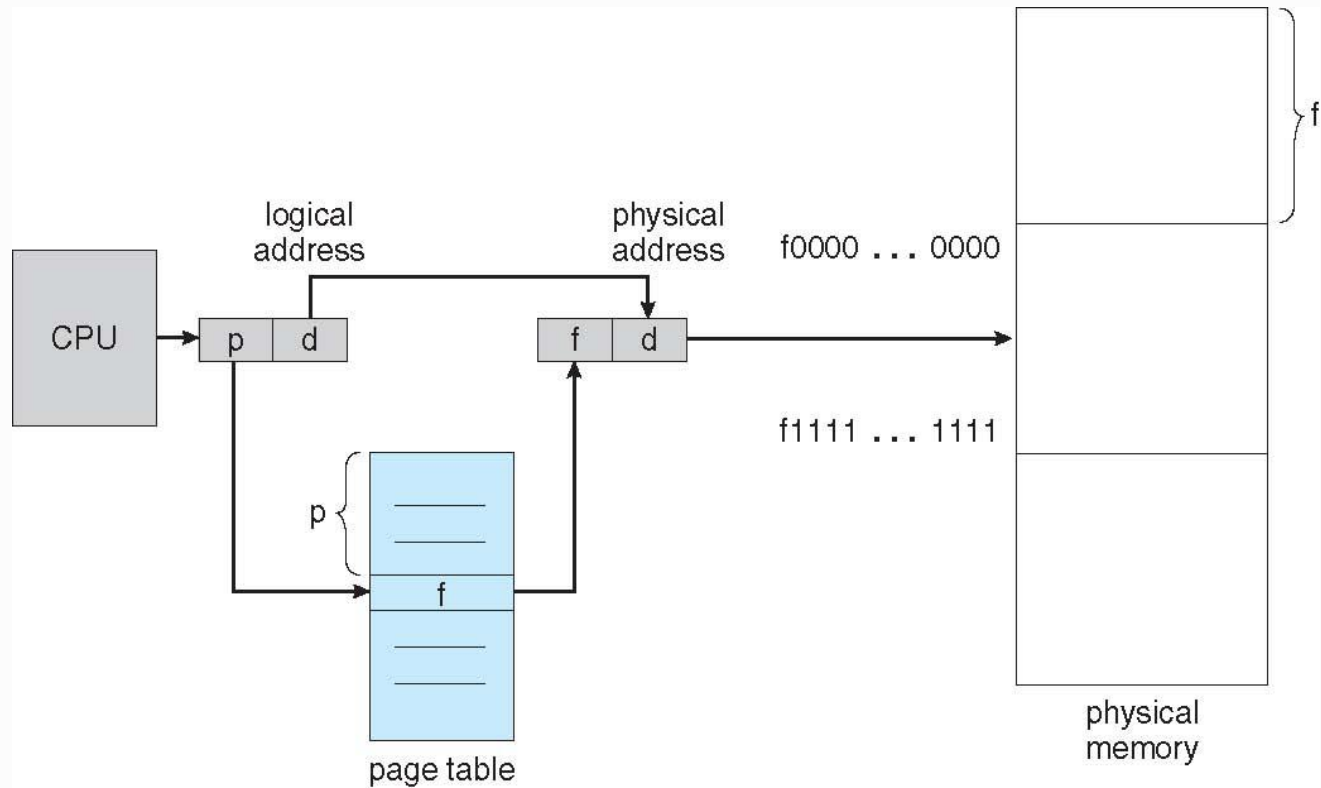 f
logical
address
physical
address
f0000 ... 0000
CPU
p d
f d
f1111 ... 1111
p
f
physical
memory
page table